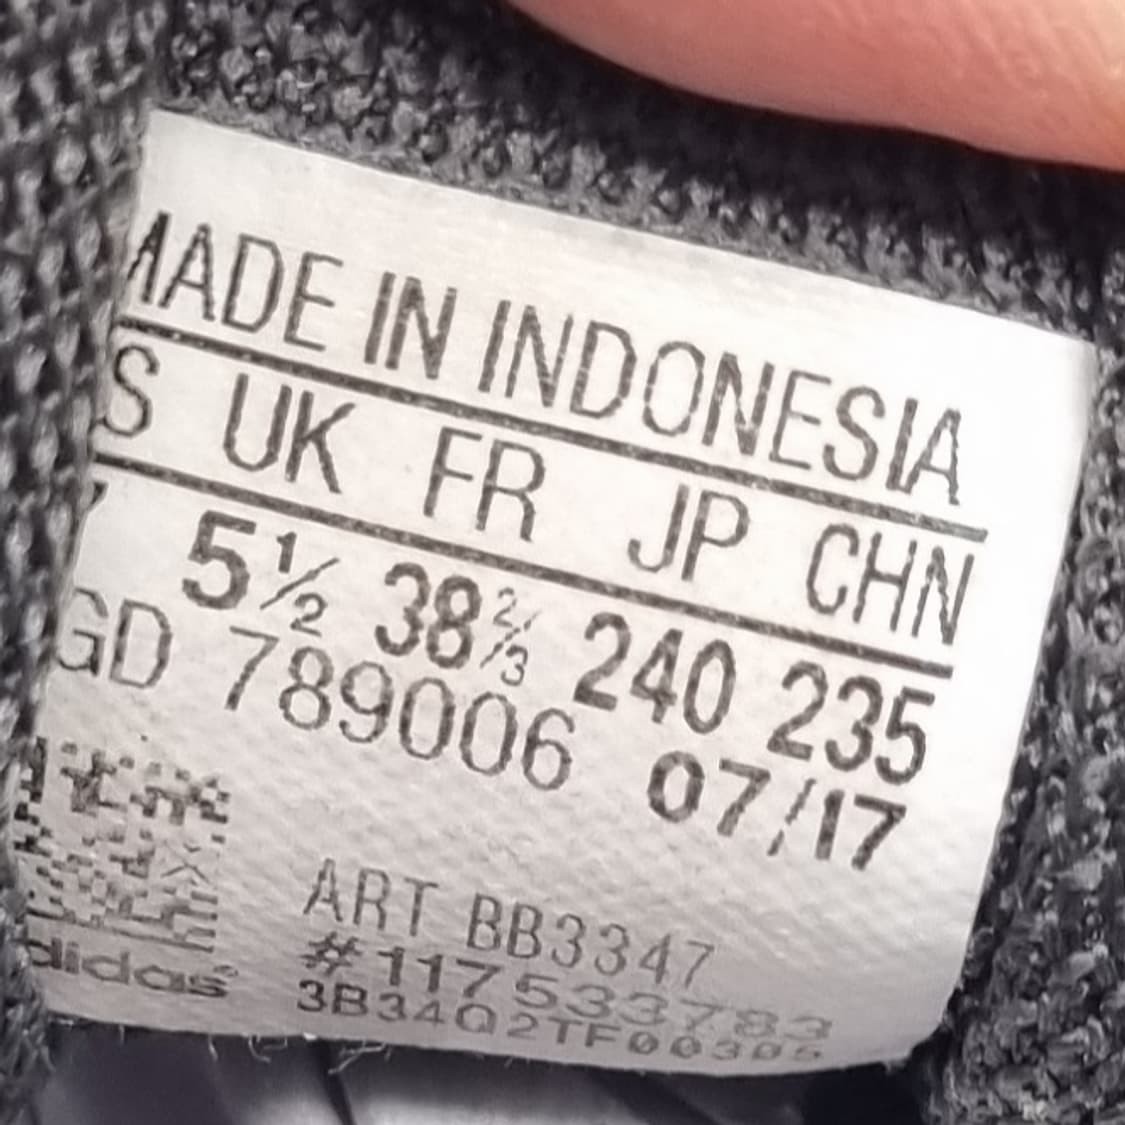 MADE IN INDONESIA
S UK FR JP CHN
7 5½ 38⅔ 240 235
GD 789006 07/17
ART BB3347
#117533783
adidas 3B34Q2TF00305